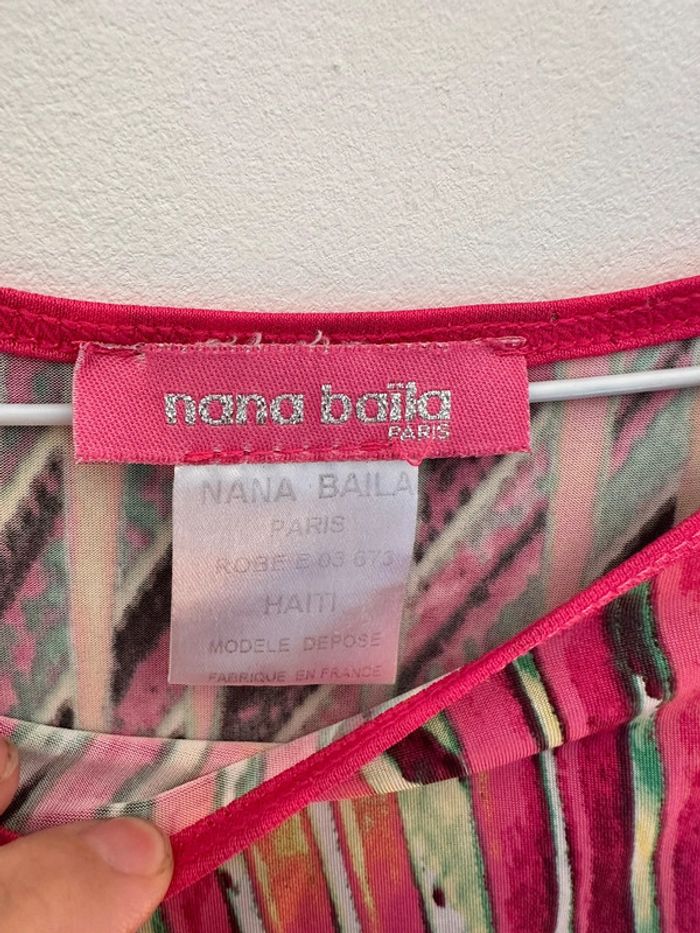 nana baïla
PARIS
NANA BAILA
PARIS
ROBE E 03 673
HAITI
MODELE DEPOSE
FABRIQUE EN FRANCE